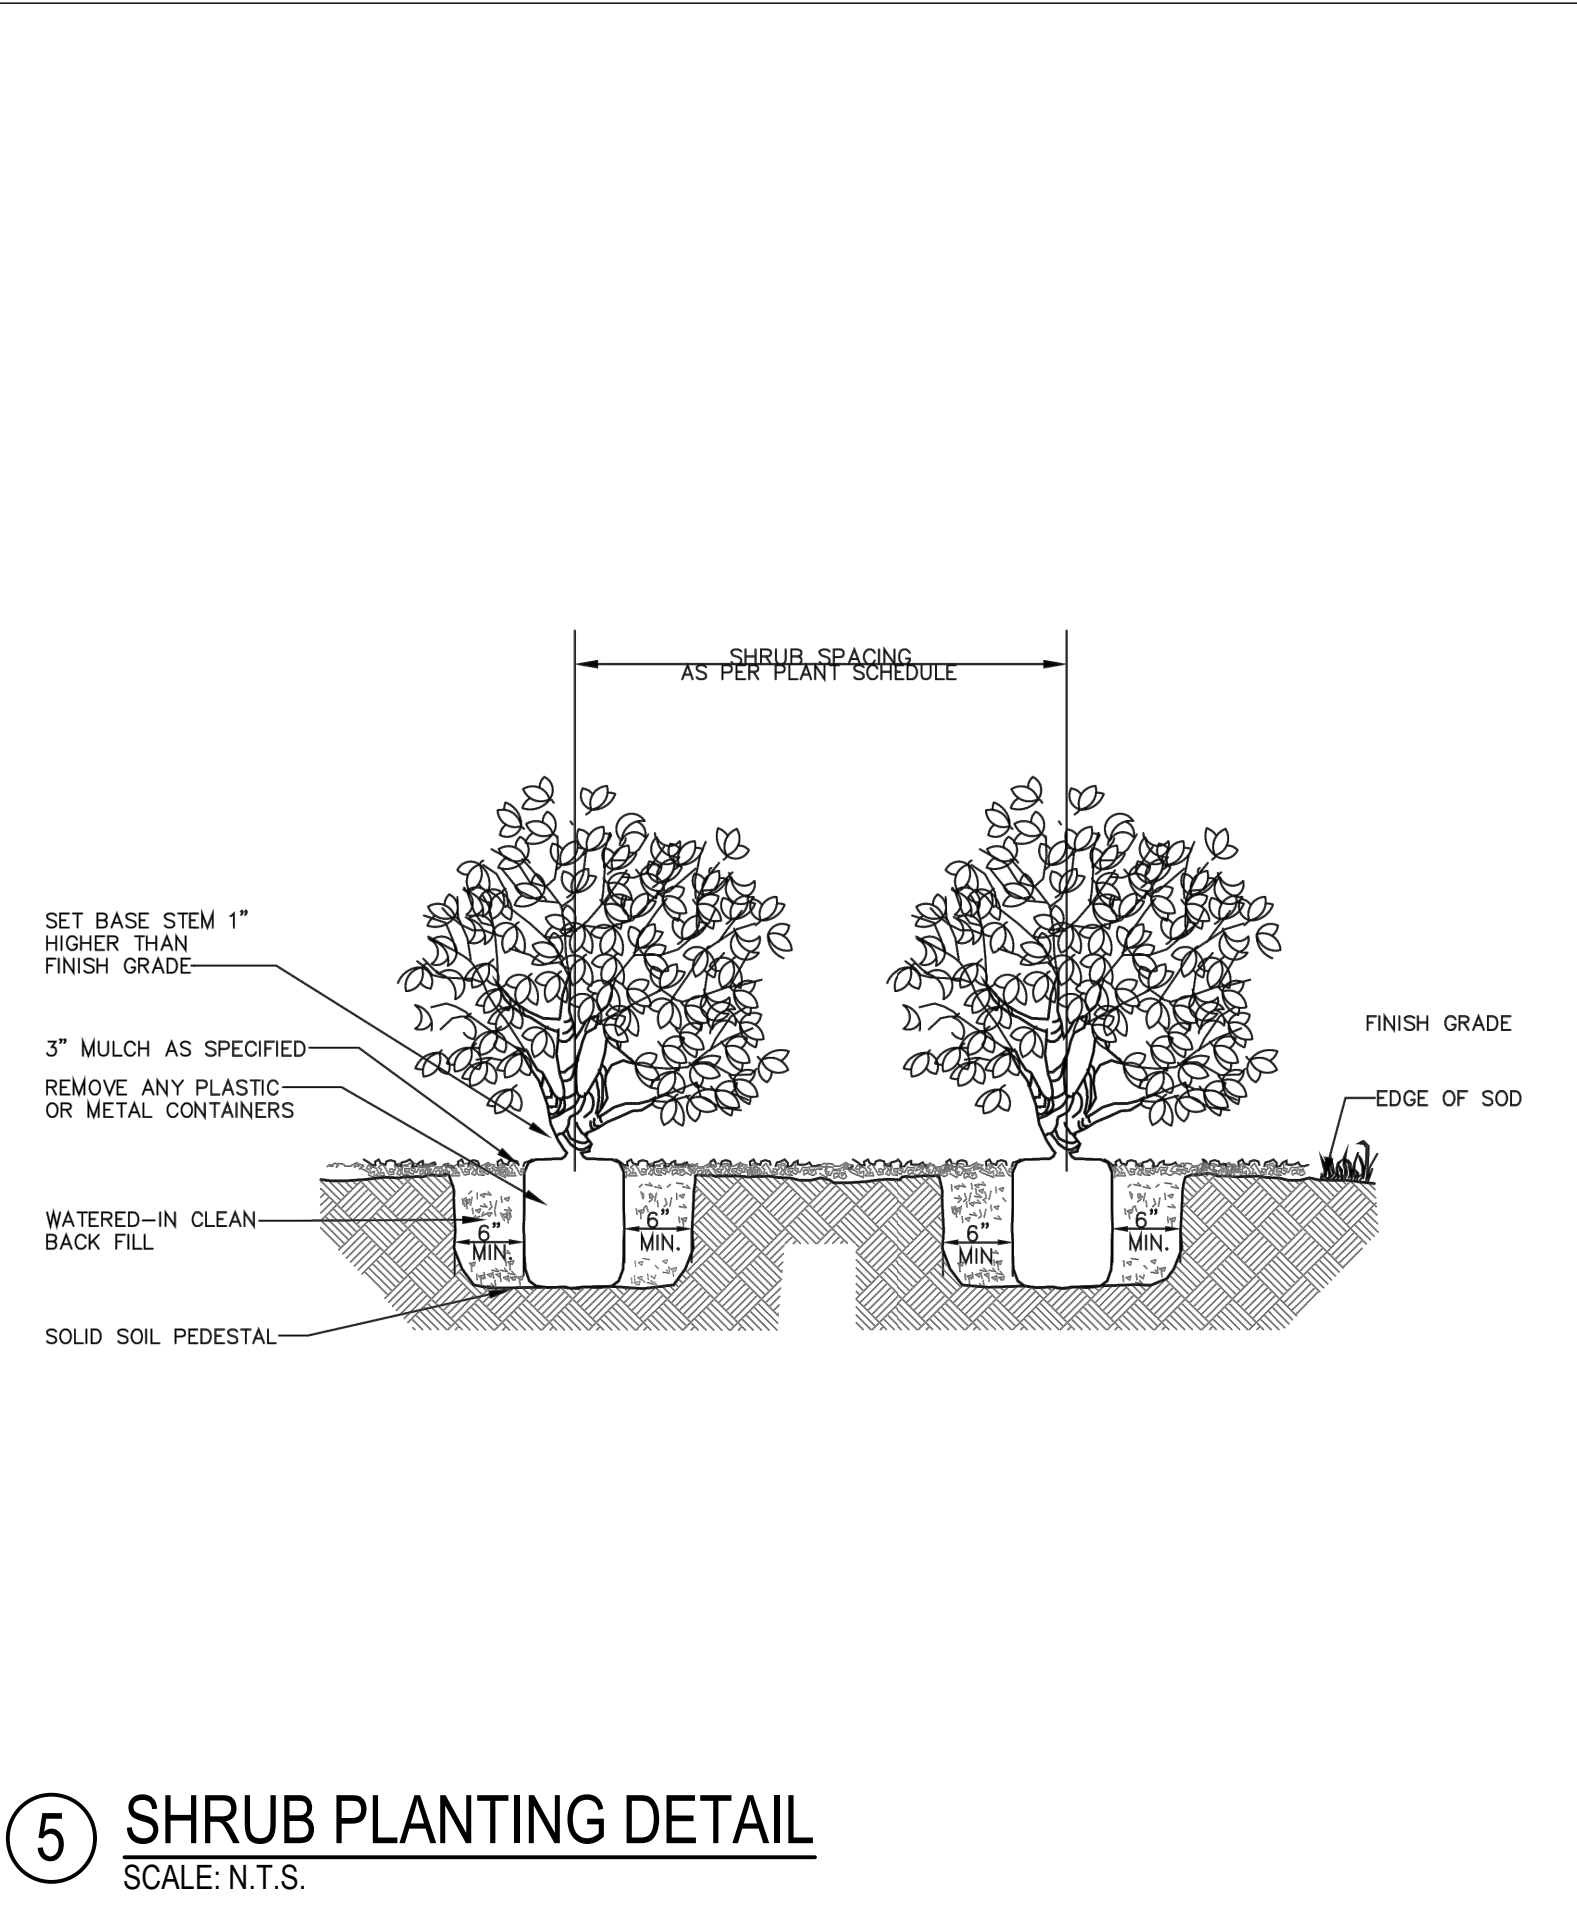 SHRUB SPACING
AS PER PLANT SCHEDULE
SET BASE STEM 1"
HIGHER THAN
FINISH GRADE
3" MULCH AS SPECIFIED
REMOVE ANY PLASTIC
OR METAL CONTAINERS
WATERED-IN CLEAN
BACK FILL
SOLID SOIL PEDESTAL
6"
MIN.
6"
MIN.
6"
MIN
6"
MIN.
FINISH GRADE
EDGE OF SOD
5
SHRUB PLANTING DETAIL
SCALE: N.T.S.